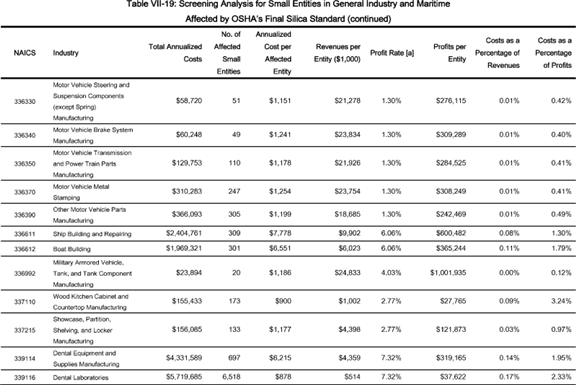 Table VII-19: Screening Analysis for Small Entities in General Industry and Maritime
Affected by OSHA's Final Silica Standard (continued)
NAICS Industry Total Annualized Costs No. of Affected Small Entities Annualized Cost per Affected Entity Revenues per Entity ($1,000) Profit Rate [a] Profits per Entity Costs as a Percentage of Revenues Costs as a Percentage of Profits
336330 Motor Vehicle Steering and Suspension Components (except Spring) Manufacturing $58,720 51 $1,151 $21,278 1.30% $276,115 0.01% 0.42%
336340 Motor Vehicle Brake System Manufacturing $60,248 49 $1,241 $23,834 1.30% $309,289 0.01% 0.40%
336350 Motor Vehicle Transmission and Power Train Parts Manufacturing $129,753 110 $1,178 $21,926 1.30% $284,525 0.01% 0.41%
336370 Motor Vehicle Metal Stamping $310,283 247 $1,254 $23,754 1.30% $308,249 0.01% 0.41%
336390 Other Motor Vehicle Parts Manufacturing $366,093 305 $1,199 $18,685 1.30% $242,469 0.01% 0.49%
336611 Ship Building and Repairing $2,404,761 309 $7,778 $9,902 6.06% $600,482 0.08% 1.30%
336612 Boat Building $1,969,321 301 $6,551 $6,023 6.06% $365,244 0.11% 1.79%
336992 Military Armored Vehicle, Tank, and Tank Component Manufacturing $23,894 20 $1,186 $24,833 4.03% $1,001,935 0.00% 0.12%
337110 Wood Kitchen Cabinet and Countertop Manufacturing $155,433 173 $900 $1,002 2.77% $27,765 0.09% 3.24%
337215 Showcase, Partition, Shelving, and Locker Manufacturing $156,085 133 $1,177 $4,398 2.77% $121,873 0.03% 0.97%
339114 Dental Equipment and Supplies Manufacturing $4,331,589 697 $6,215 $4,359 7.32% $319,165 0.14% 1.95%
339116 Dental Laboratories $5,719,685 6,518 $878 $514 7.32% $37,622 0.17% 2.33%